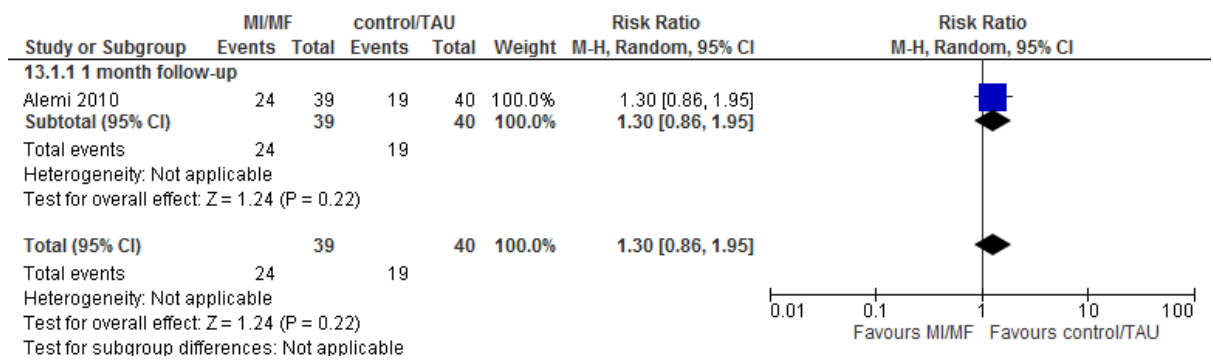 MI/MF control/TAU Risk Ratio Risk Ratio
Study or Subgroup Events Total Events Total Weight M-H, Random, 95% CI M-H, Random, 95% CI
13.1.1 1 month follow-up
Alemi 2010 24 39 19 40 100.0% 1.30 [0.86, 1.95]
Subtotal (95% CI) 39 40 100.0% 1.30 [0.86, 1.95]
Total events 24 19
Heterogeneity: Not applicable
Test for overall effect: Z = 1.24 (P = 0.22)
Total (95% CI) 39 40 100.0% 1.30 [0.86, 1.95]
Total events 24 19
Heterogeneity: Not applicable
Test for overall effect: Z = 1.24 (P = 0.22)
Test for subgroup differences: Not applicable
0.01 0.1 1 10 100
Favours MI/MF Favours control/TAU